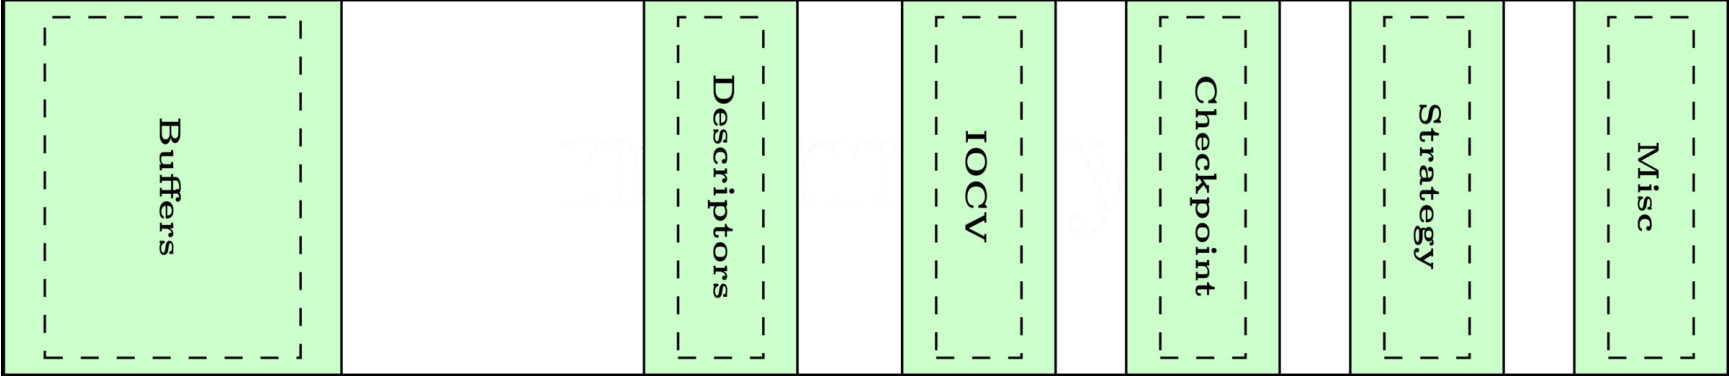 Buffers
Descriptors
IOCV
Checkpoint
Strategy
Misc